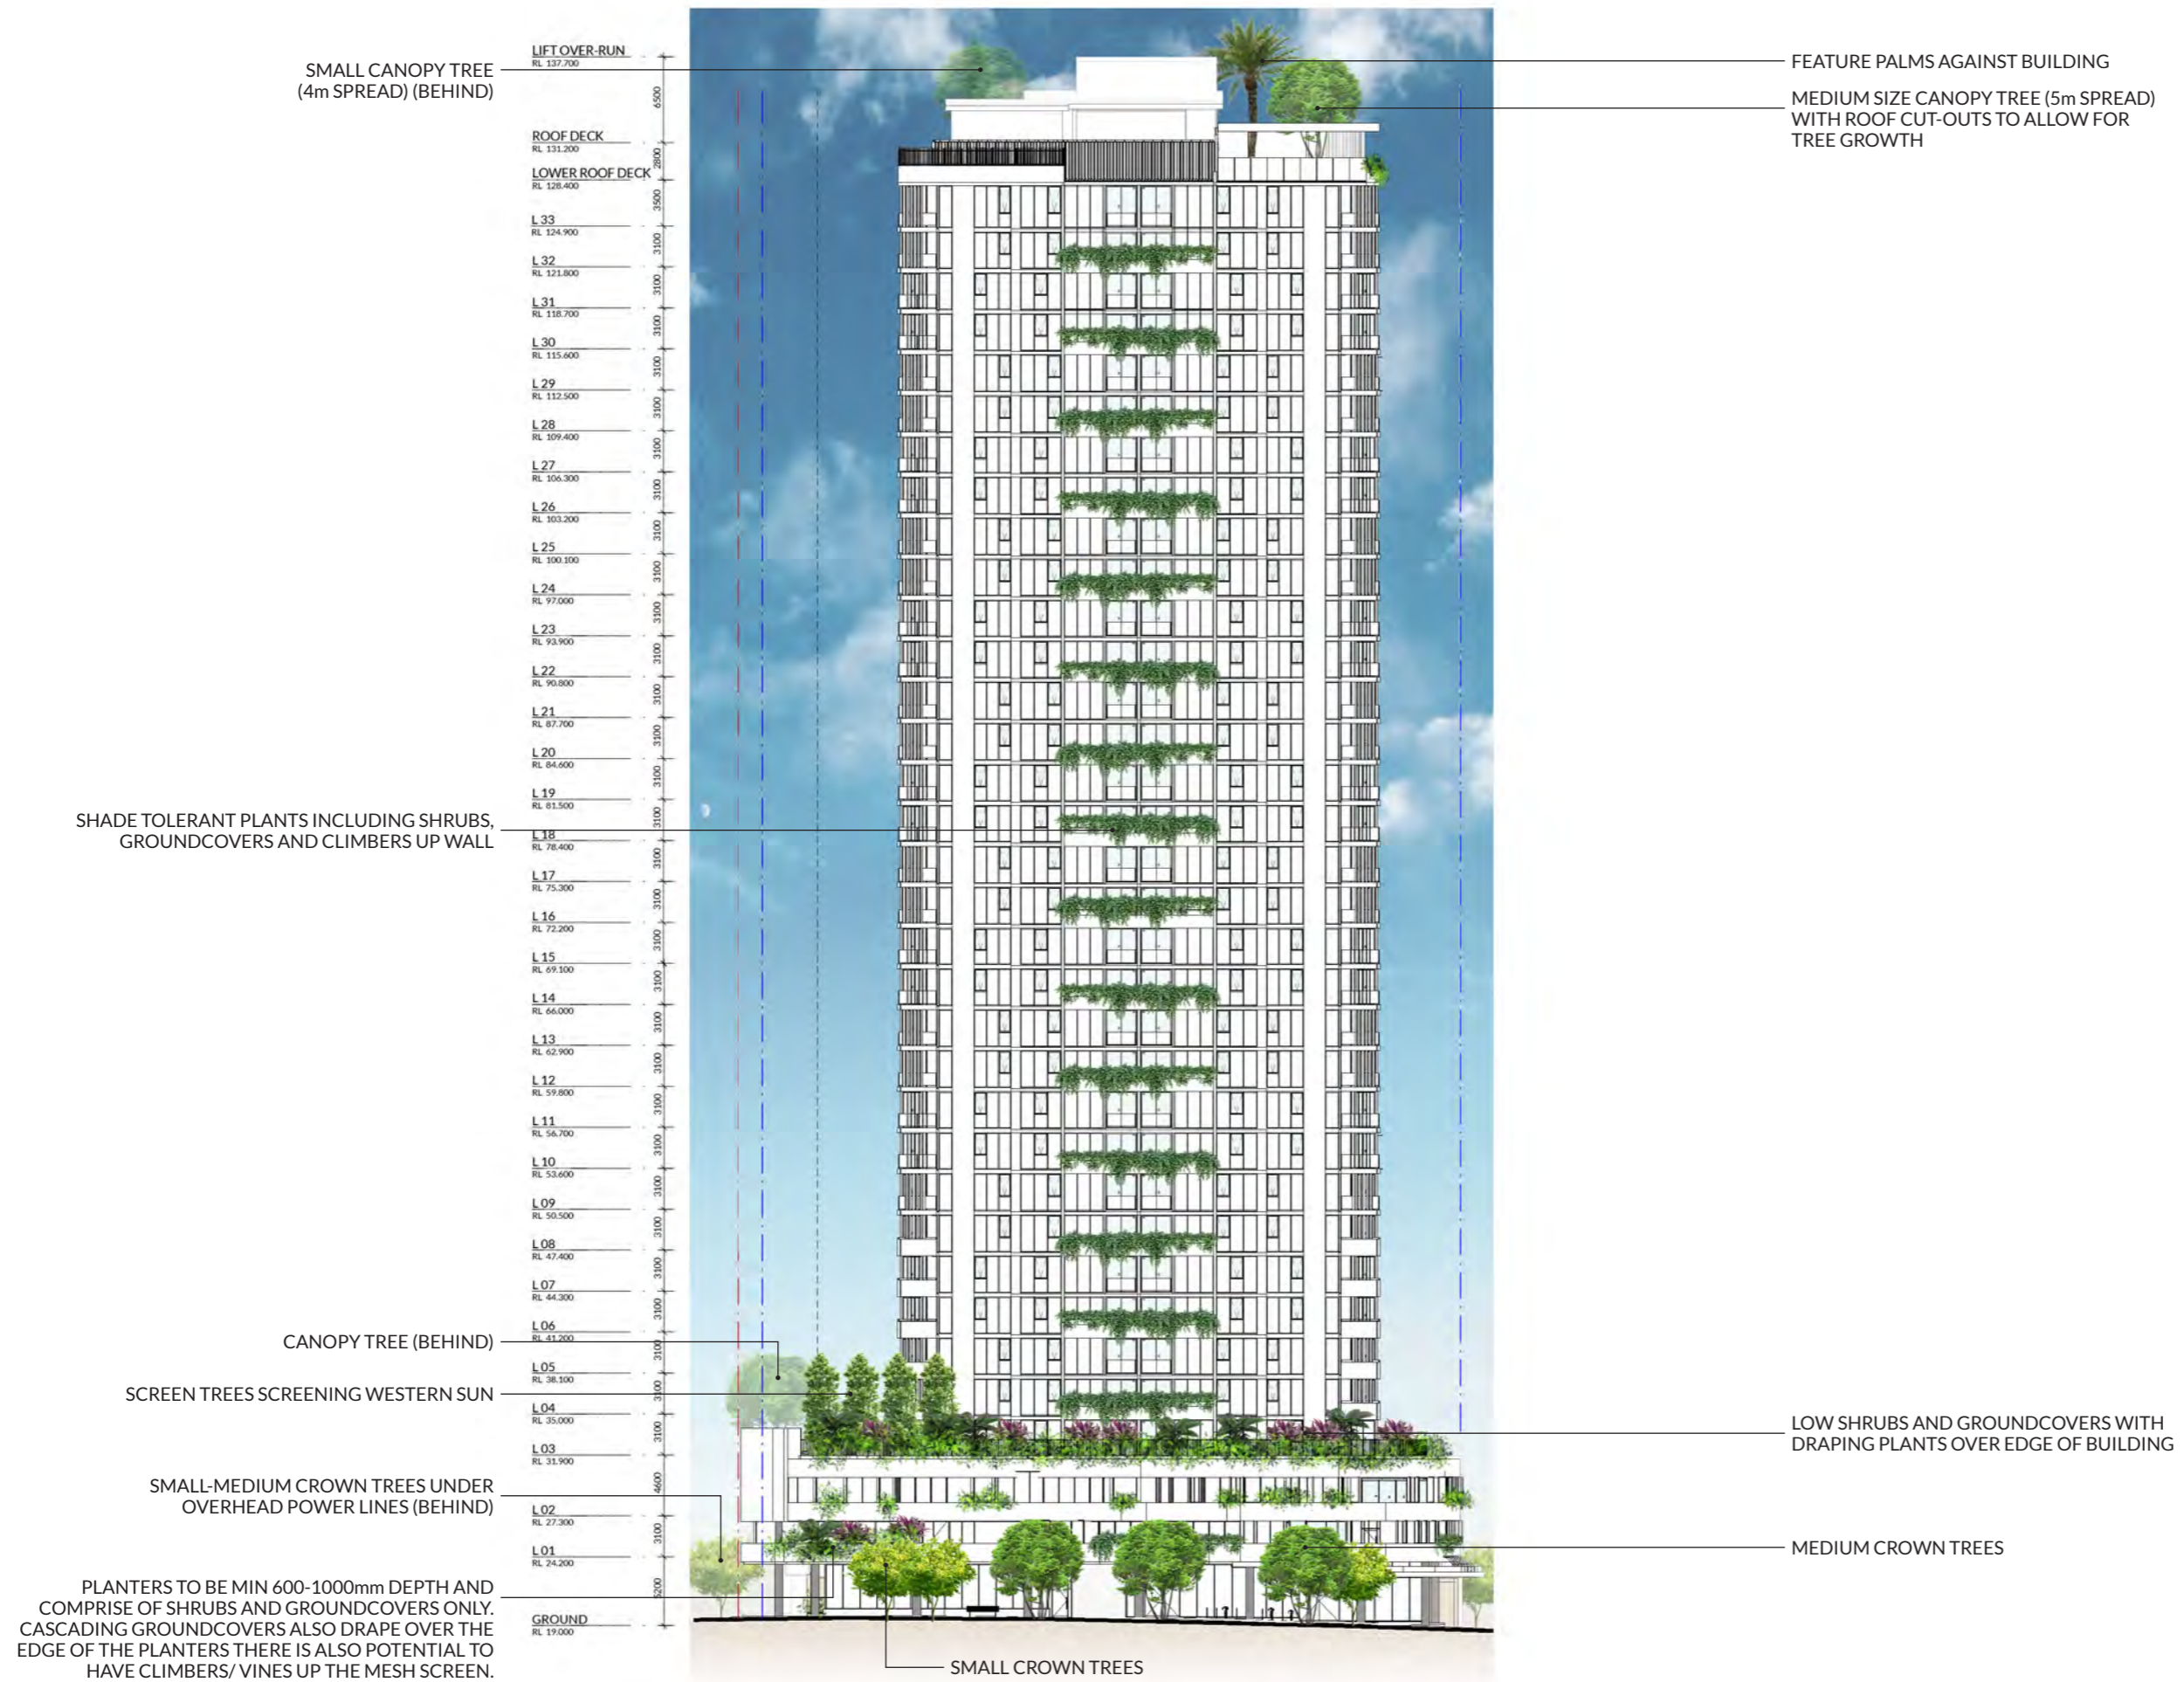 SMALL CANOPY TREE
(4m SPREAD) (BEHIND)
SHADE TOLERANT PLANTS INCLUDING SHRUBS,
GROUNDCOVERS AND CLIMBERS UP WALL
CANOPY TREE (BEHIND)
SCREEN TREES SCREENING WESTERN SUN
SMALL-MEDIUM CROWN TREES UNDER
OVERHEAD POWER LINES (BEHIND)
PLANTERS TO BE MIN 600-1000mm DEPTH AND
COMPRISE OF SHRUBS AND GROUNDCOVERS ONLY.
CASCADING GROUNDCOVERS ALSO DRAPE OVER THE
EDGE OF THE PLANTERS THERE IS ALSO POTENTIAL TO
HAVE CLIMBERS/ VINES UP THE MESH SCREEN.
LIFT OVER-RUN
RL 137.700
6500
ROOF DECK
RL 131.200
2800
LOWER ROOF DECK
RL 128.400
3500
L 33
RL 124.900
3100
L 32
RL 121.800
3100
L 31
RL 118.700
3100
L 30
RL 115.600
3100
L 29
RL 112.500
3100
L 28
RL 109.400
3100
L 27
RL 106.300
3100
L 26
RL 103.200
3100
L 25
RL 100.100
3100
L 24
RL 97.000
3100
L 23
RL 93.900
3100
L 22
RL 90.800
3100
L 21
RL 87.700
3100
L 20
RL 84.600
3100
L 19
RL 81.500
3100
L 18
RL 78.400
3100
L 17
RL 75.300
3100
L 16
RL 72.200
3100
L 15
RL 69.100
3100
L 14
RL 66.000
3100
L 13
RL 62.900
3100
L 12
RL 59.800
3100
L 11
RL 56.700
3100
L 10
RL 53.600
3100
L 09
RL 50.500
3100
L 08
RL 47.400
3100
L 07
RL 44.300
3100
L 06
RL 41.200
3100
L 05
RL 38.100
3100
L 04
RL 35.000
3100
L 03
RL 31.900
4600
L 02
RL 27.300
3100
L 01
RL 24.200
5200
GROUND
RL 19.000
FEATURE PALMS AGAINST BUILDING
MEDIUM SIZE CANOPY TREE (5m SPREAD)
WITH ROOF CUT-OUTS TO ALLOW FOR
TREE GROWTH
LOW SHRUBS AND GROUNDCOVERS WITH
DRAPING PLANTS OVER EDGE OF BUILDING
MEDIUM CROWN TREES
SMALL CROWN TREES